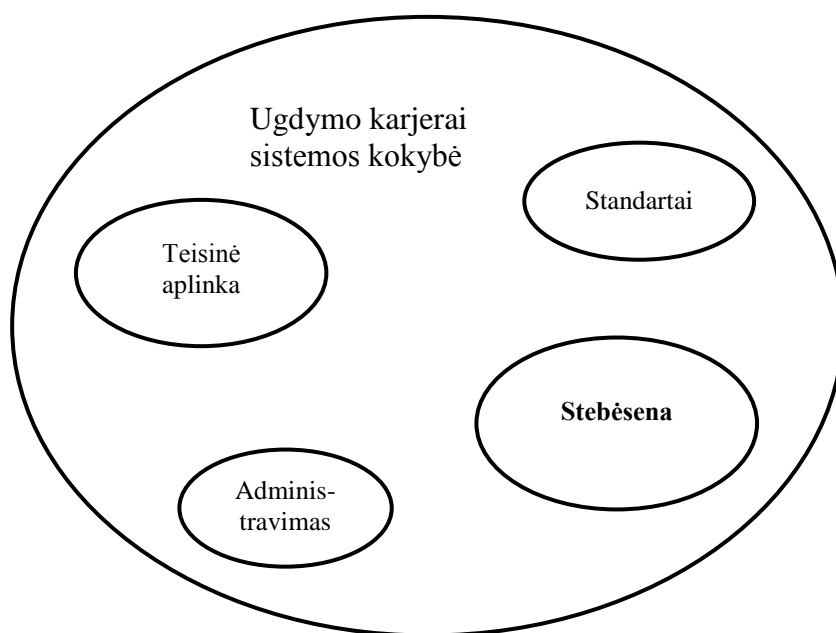 Ugdymo karjerai
sistemos kokybė
Standartai
Teisinė
aplinka
Stebėsena
Adminis-
travimas